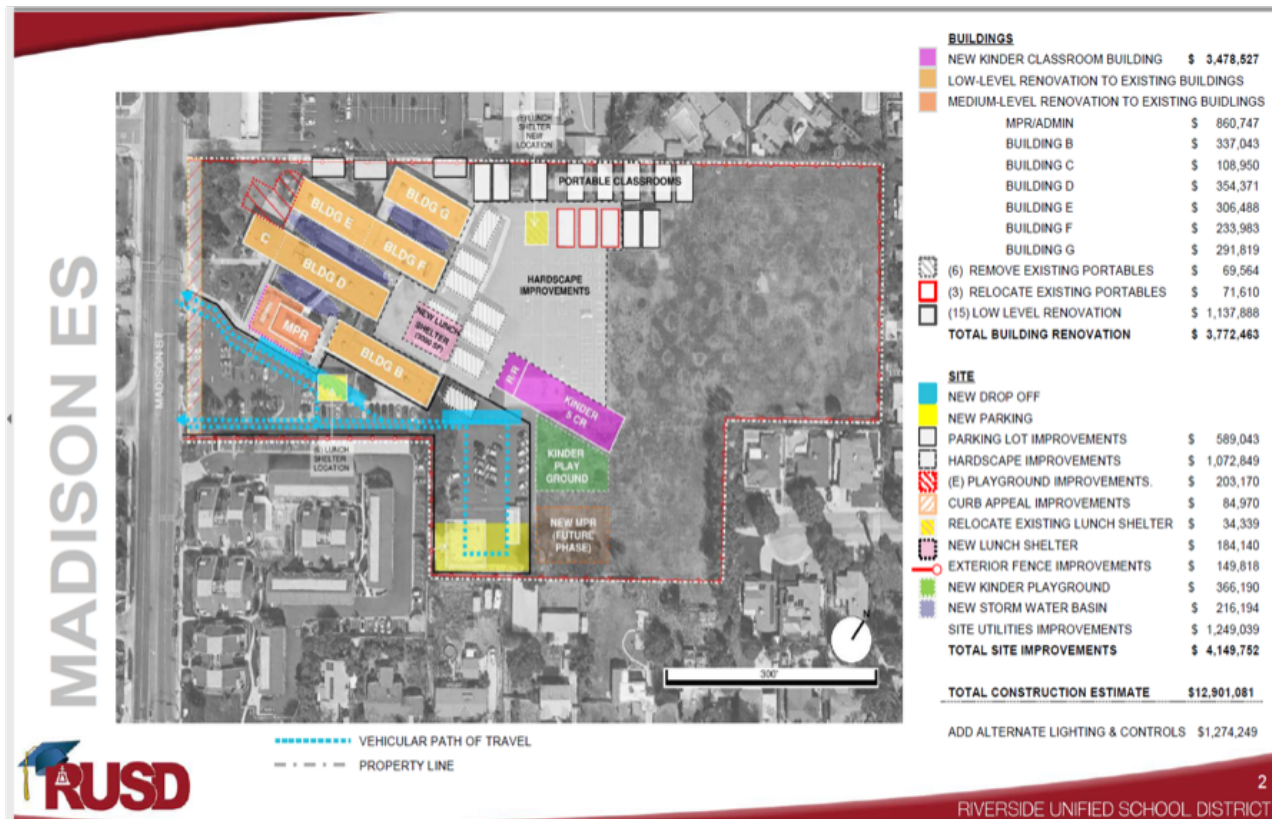 MADISON ES
MADISON ST
(E) LUNCH
SHELTER
NEW
LOCATION
PORTABLE CLASSROOMS
BLDG G
BLDG E
BLDG F
C
BLDG D
HARDSCAPE
IMPROVEMENTS
NEW LUNCH
SHELTER
MPR
BLDG B
R.R
KINDER
5 CR
(E) LUNCH
SHELTER
LOCATION
KINDER
PLAY
GROUND
NEW MPR
(FUTURE
PHASE)
N
300'
VEHICULAR PATH OF TRAVEL
PROPERTY LINE
BUILDINGS
NEW KINDER CLASSROOM BUILDING $ 3,478,527
LOW-LEVEL RENOVATION TO EXISTING BUILDINGS
MEDIUM-LEVEL RENOVATION TO EXISTING BUIDLINGS
MPR/ADMIN $ 860,747
BUILDING B $ 337,043
BUILDING C $ 108,950
BUILDING D $ 354,371
BUILDING E $ 306,488
BUILDING F $ 233,983
BUILDING G $ 291,819
(6) REMOVE EXISTING PORTABLES $ 69,564
(3) RELOCATE EXISTING PORTABLES $ 71,610
(15) LOW LEVEL RENOVATION $ 1,137,888
TOTAL BUILDING RENOVATION $ 3,772,463
SITE
NEW DROP OFF
NEW PARKING
PARKING LOT IMPROVEMENTS $ 589,043
HARDSCAPE IMPROVEMENTS $ 1,072,849
(E) PLAYGROUND IMPROVEMENTS. $ 203,170
CURB APPEAL IMPROVEMENTS $ 84,970
RELOCATE EXISTING LUNCH SHELTER $ 34,339
NEW LUNCH SHELTER $ 184,140
EXTERIOR FENCE IMPROVEMENTS $ 149,818
NEW KINDER PLAYGROUND $ 366,190
NEW STORM WATER BASIN $ 216,194
SITE UTILITIES IMPROVEMENTS $ 1,249,039
TOTAL SITE IMPROVEMENTS $ 4,149,752
TOTAL CONSTRUCTION ESTIMATE $12,901,081
ADD ALTERNATE LIGHTING & CONTROLS $1,274,249
RUSD
2
RIVERSIDE UNIFIED SCHOOL DISTRICT